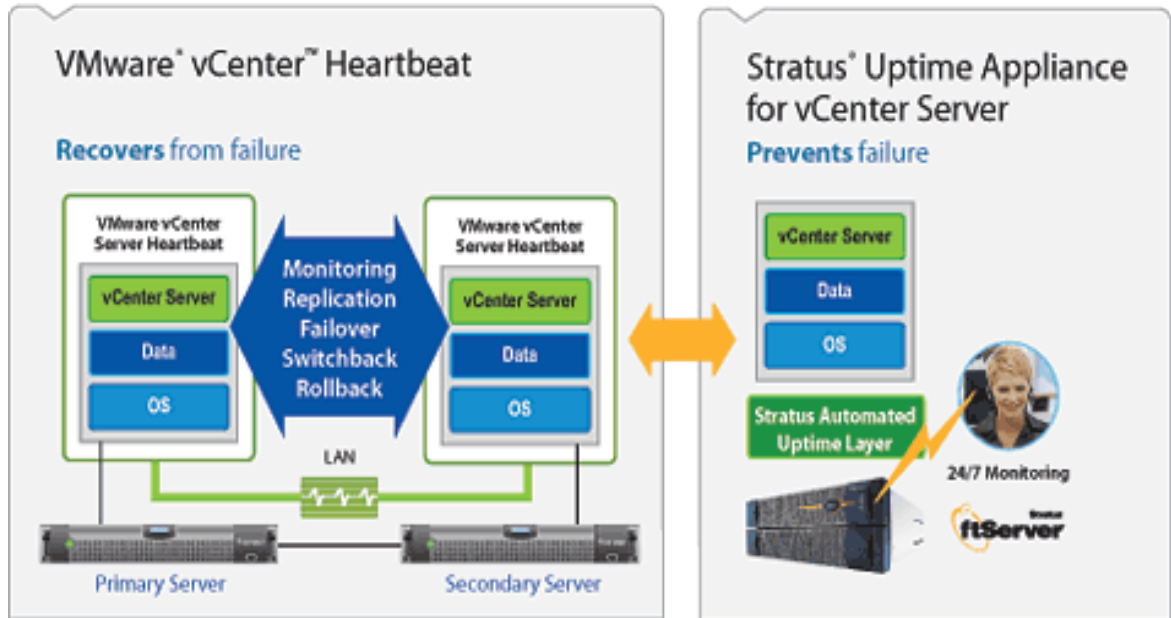 VMware® vCenter™ Heartbeat
Recovers from failure
VMware vCenter
Server Heartbeat
vCenter Server
Data
OS
Monitoring
Replication
Failover
Switchback
Rollback
VMware vCenter
Server Heartbeat
vCenter Server
Data
OS
LAN
Primary Server
Secondary Server
Stratus® Uptime Appliance
for vCenter Server
Prevents failure
vCenter Server
Data
OS
Stratus Automated
Uptime Layer
24/7 Monitoring
Stratus
ftServer